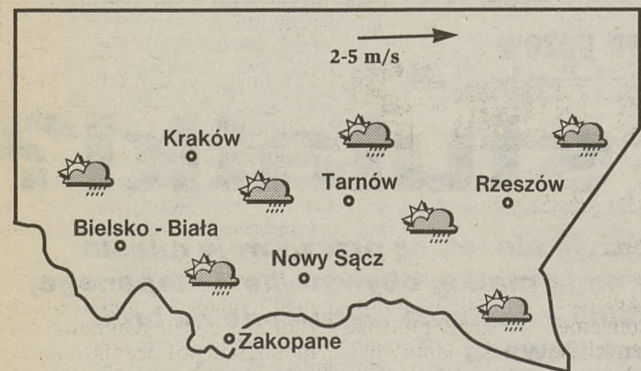 2-5 m/s
Kraków
Tarnów
Rzeszów
Bielsko - Biała
Nowy Sącz
Zakopane